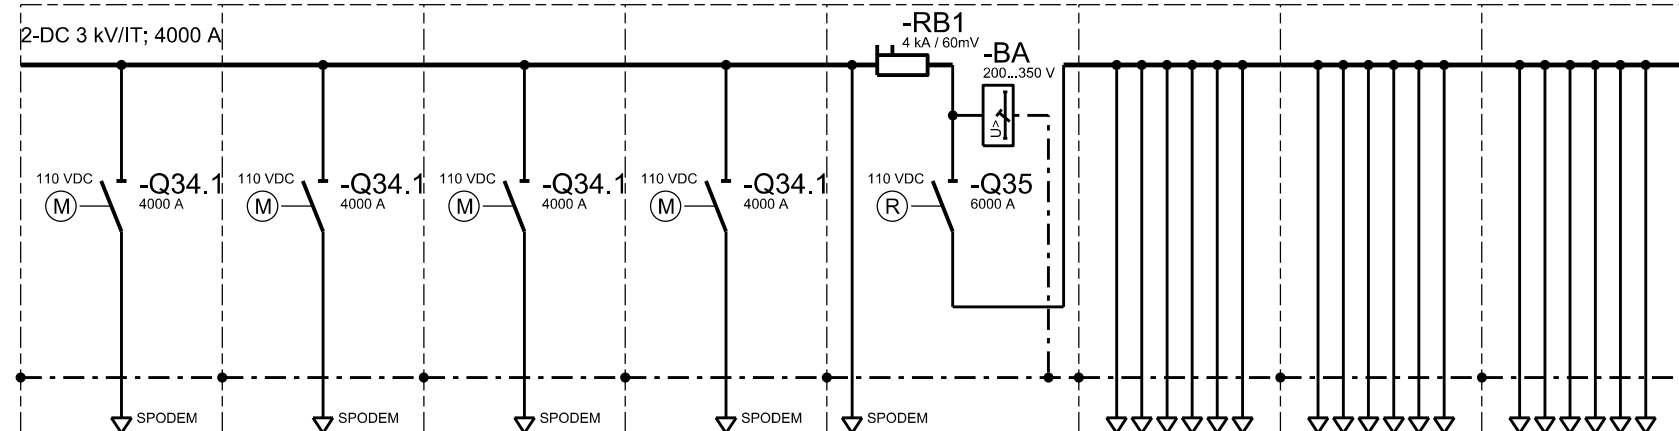 2-DC 3 kV/IT; 4000 A
-RB1
4 kA / 60mV
-BA
200...350 V
U>
110 VDC
M
-Q34.1
4000 A
110 VDC
M
-Q34.1
4000 A
110 VDC
M
-Q34.1
4000 A
110 VDC
M
-Q34.1
4000 A
110 VDC
R
-Q35
6000 A
SPODEM
SPODEM
SPODEM
SPODEM
SPODEM